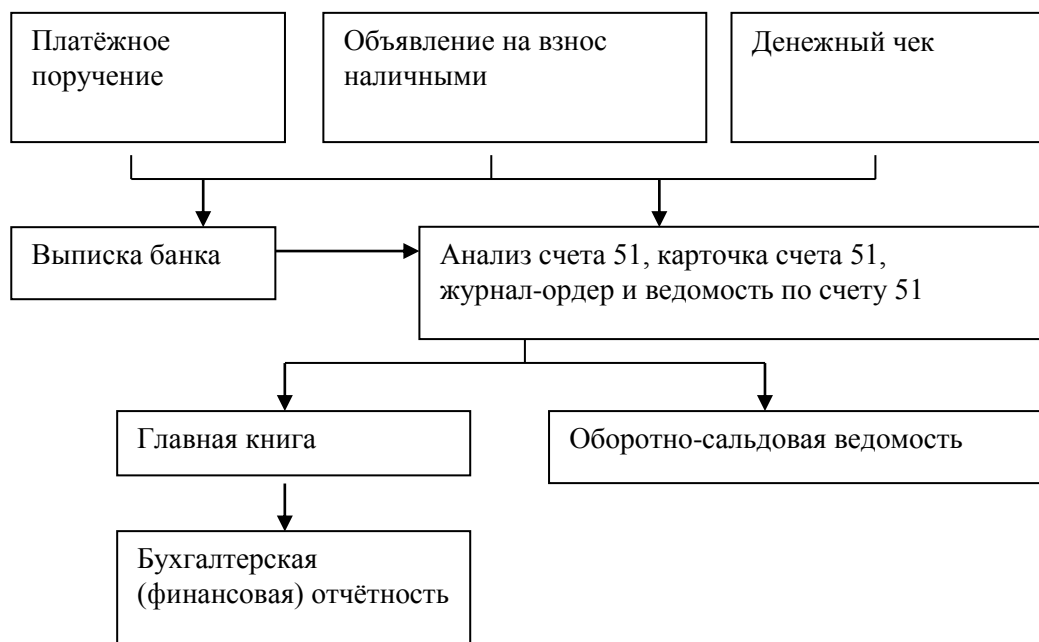 Платёжное
поручение
Объявление на взнос
наличными
Денежный чек
Выписка банка
Анализ счета 51, карточка счета 51,
журнал-ордер и ведомость по счету 51
Главная книга
Оборотно-сальдовая ведомость
Бухгалтерская
(финансовая) отчётность